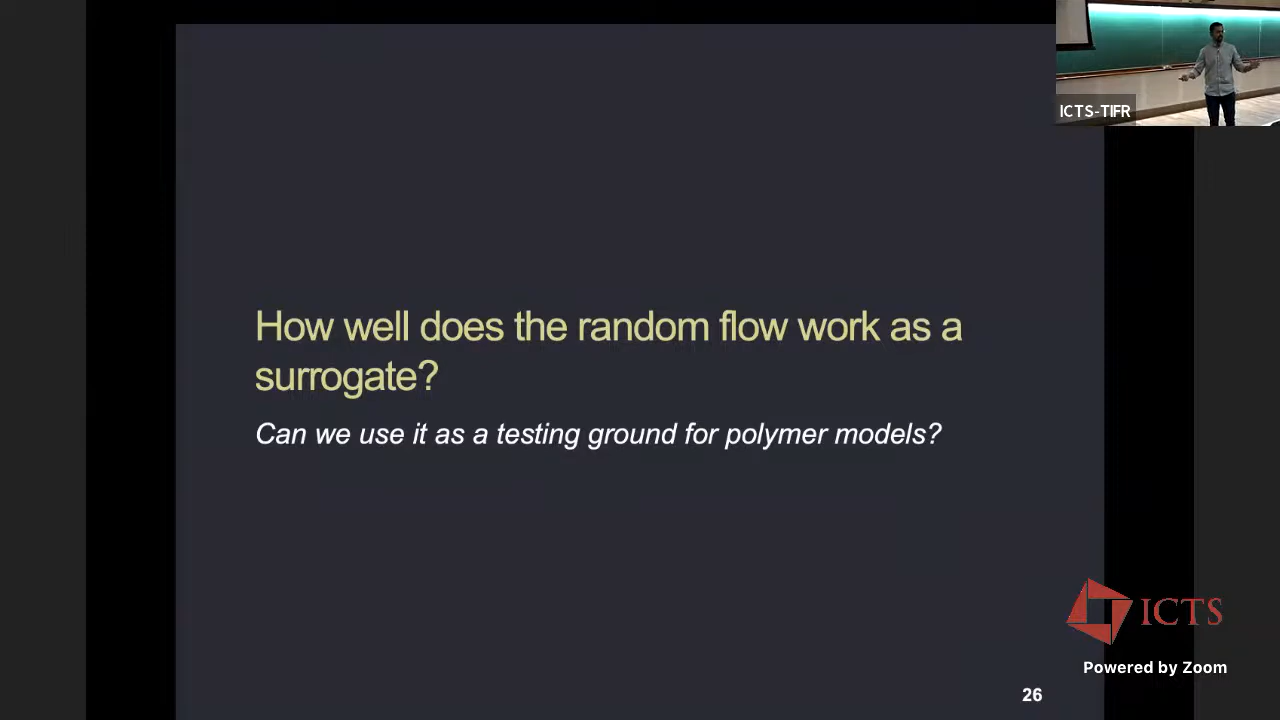 ICTS-TIFR
How well does the random flow work as a
surrogate?
Can we use it as a testing ground for polymer models?
ICTS
Powered by Zoom
26